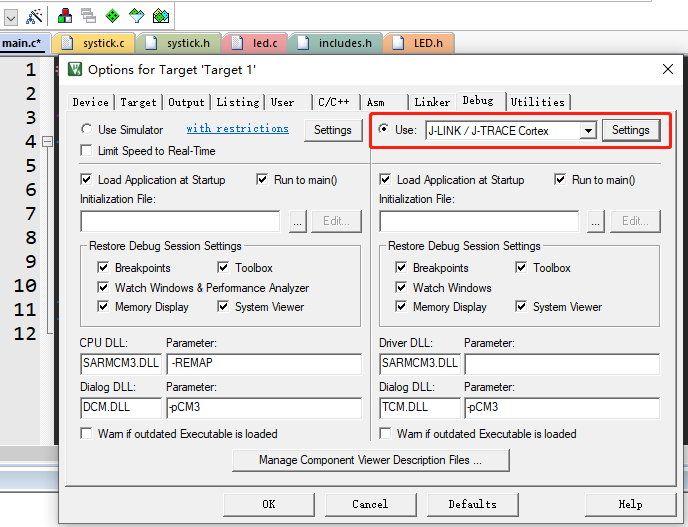 main.c*
systick.c
systick.h
led.c
includes.h
LED.h
1
2
3
4
5
6
7
8
9
10
11
12
Options for Target 'Target 1'
Device Target Output Listing User C/C++ Asm Linker Debug Utilities
Use Simulator with restrictions Settings
Limit Speed to Real-Time
Use: J-LINK / J-TRACE Cortex Settings
Load Application at Startup Run to main()
Initialization File:
... Edit...
Restore Debug Session Settings
Breakpoints Toolbox
Watch Windows & Performance Analyzer
Memory Display System Viewer
CPU DLL: Parameter:
SARMCM3.DLL -REMAP
Dialog DLL: Parameter:
DCM.DLL -pCM3
Warn if outdated Executable is loaded
Load Application at Startup Run to main()
Initialization File:
... Edit...
Restore Debug Session Settings
Breakpoints Toolbox
Watch Windows
Memory Display System Viewer
Driver DLL: Parameter:
SARMCM3.DLL
Dialog DLL: Parameter:
TCM.DLL -pCM3
Warn if outdated Executable is loaded
Manage Component Viewer Description Files ...
OK Cancel Defaults Help